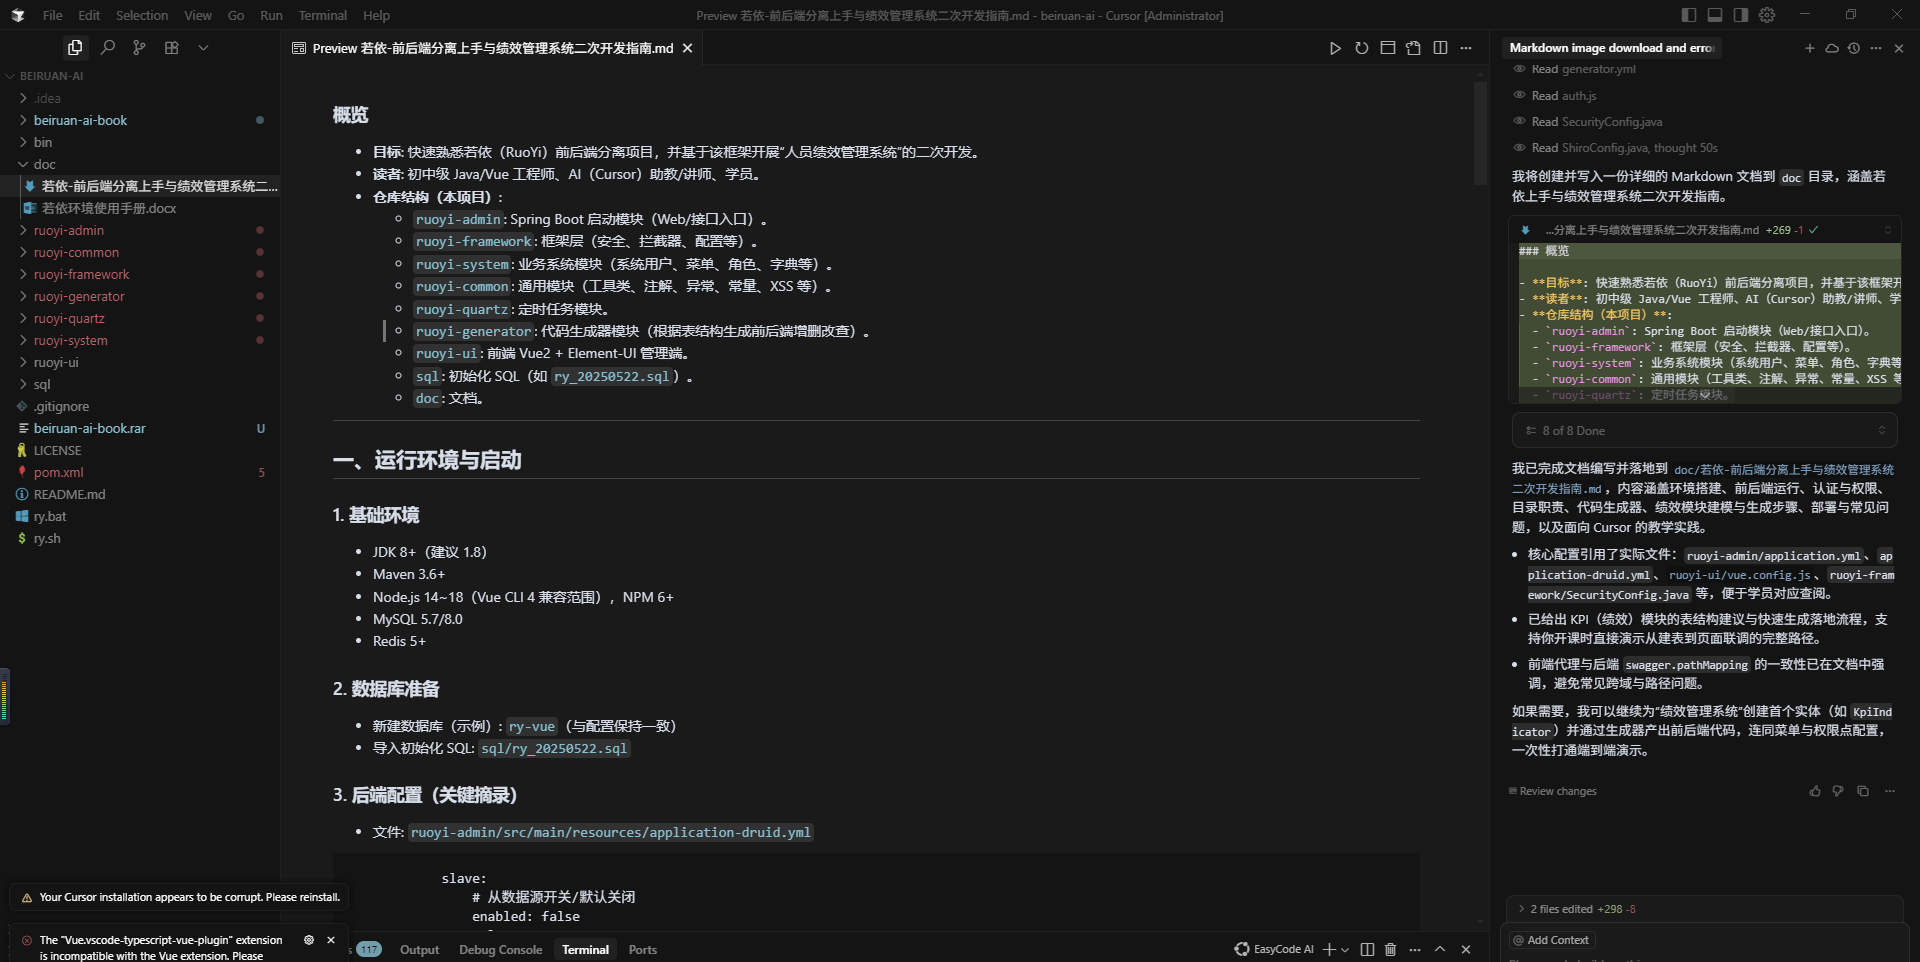 File Edit Selection View Go Run Terminal Help
Preview 若依-前后端分离上手与绩效管理系统二次开发指南.md - beiruan-ai - Cursor [Administrator]
BEIRUAN-AI
.idea
beiruan-ai-book
bin
doc
若依-前后端分离上手与绩效管理系统二...
若依环境使用手册.docx
ruoyi-admin
ruoyi-common
ruoyi-framework
ruoyi-generator
ruoyi-quartz
ruoyi-system
ruoyi-ui
sql
.gitignore
beiruan-ai-book.rar U
LICENSE
pom.xml 5
README.md
ry.bat
ry.sh
Your Cursor installation appears to be corrupt. Please reinstall.
The "Vue.vscode-typescript-vue-plugin" extension
is incompatible with the Vue extension. Please
Preview 若依-前后端分离上手与绩效管理系统二次开发指南.md
概览
• 目标: 快速熟悉若依（RuoYi）前后端分离项目，并基于该框架开展“人员绩效管理系统”的二次开发。
• 读者: 初中级 Java/Vue 工程师、AI（Cursor）助教/讲师、学员。
• 仓库结构（本项目）:
ruoyi-admin: Spring Boot 启动模块（Web/接口入口）。
ruoyi-framework: 框架层（安全、拦截器、配置等）。
ruoyi-system: 业务系统模块（系统用户、菜单、角色、字典等）。
ruoyi-common: 通用模块（工具类、注解、异常、常量、XSS 等）。
ruoyi-quartz: 定时任务模块。
ruoyi-generator: 代码生成器模块（根据表结构生成前后端增删改查）。
ruoyi-ui: 前端 Vue2 + Element-UI 管理端。
sql: 初始化 SQL（如 ry_20250522.sql）。
doc: 文档。
一、运行环境与启动
1. 基础环境
• JDK 8+（建议 1.8）
• Maven 3.6+
• Node.js 14~18（Vue CLI 4 兼容范围），NPM 6+
• MySQL 5.7/8.0
• Redis 5+
2. 数据库准备
• 新建数据库（示例）: ry-vue（与配置保持一致）
• 导入初始化 SQL: sql/ry_20250522.sql
3. 后端配置（关键摘录）
• 文件: ruoyi-admin/src/main/resources/application-druid.yml
slave:
# 从数据源开关/默认关闭
enabled: false
117 Output Debug Console Terminal Ports
EasyCode AI
Markdown image download and erro
Read generator.yml
Read auth.js
Read SecurityConfig.java
Read ShiroConfig.java, thought 50s
我将创建并写入一份详细的 Markdown 文档到 doc 目录，涵盖若
依上手与绩效管理系统二次开发指南。
...分离上手与绩效管理系统二次开发指南.md +269 -1
### 概览
- **目标**: 快速熟悉若依（RuoYi）前后端分离项目，并基于该框架开
- **读者**: 初中级 Java/Vue 工程师、AI（Cursor）助教/讲师、学
- **仓库结构（本项目）**:
- `ruoyi-admin`: Spring Boot 启动模块（Web/接口入口）。
- `ruoyi-framework`: 框架层（安全、拦截器、配置等）。
- `ruoyi-system`: 业务系统模块（系统用户、菜单、角色、字典等
- `ruoyi-common`: 通用模块（工具类、注解、异常、常量、XSS 等
- `ruoyi-quartz`: 定时任务模块。
8 of 8 Done
我已完成文档编写并落地到 doc/若依-前后端分离上手与绩效管理系统
二次开发指南.md，内容涵盖环境搭建、前后端运行、认证与权限、
目录职责、代码生成器、绩效模块建模与生成步骤、部署与常见问
题，以及面向 Cursor 的教学实践。
• 核心配置引用了实际文件：ruoyi-admin/application.yml、ap
plication-druid.yml、ruoyi-ui/vue.config.js、ruoyi-fram
ework/SecurityConfig.java 等，便于学员对应查阅。
• 已给出 KPI（绩效）模块的表结构建议与快速生成落地流程，支
持你开课时直接演示从建表到页面联调的完整路径。
• 前端代理与后端 swagger.pathMapping 的一致性已在文档中强
调，避免常见跨域与路径问题。
如果需要，我可以继续为“绩效管理系统”创建首个实体（如 KpiInd
icator）并通过生成器产出前后端代码，连同菜单与权限点配置，
一次性打通端到端演示。
Review changes
2 files edited +298 -8
@ Add Context